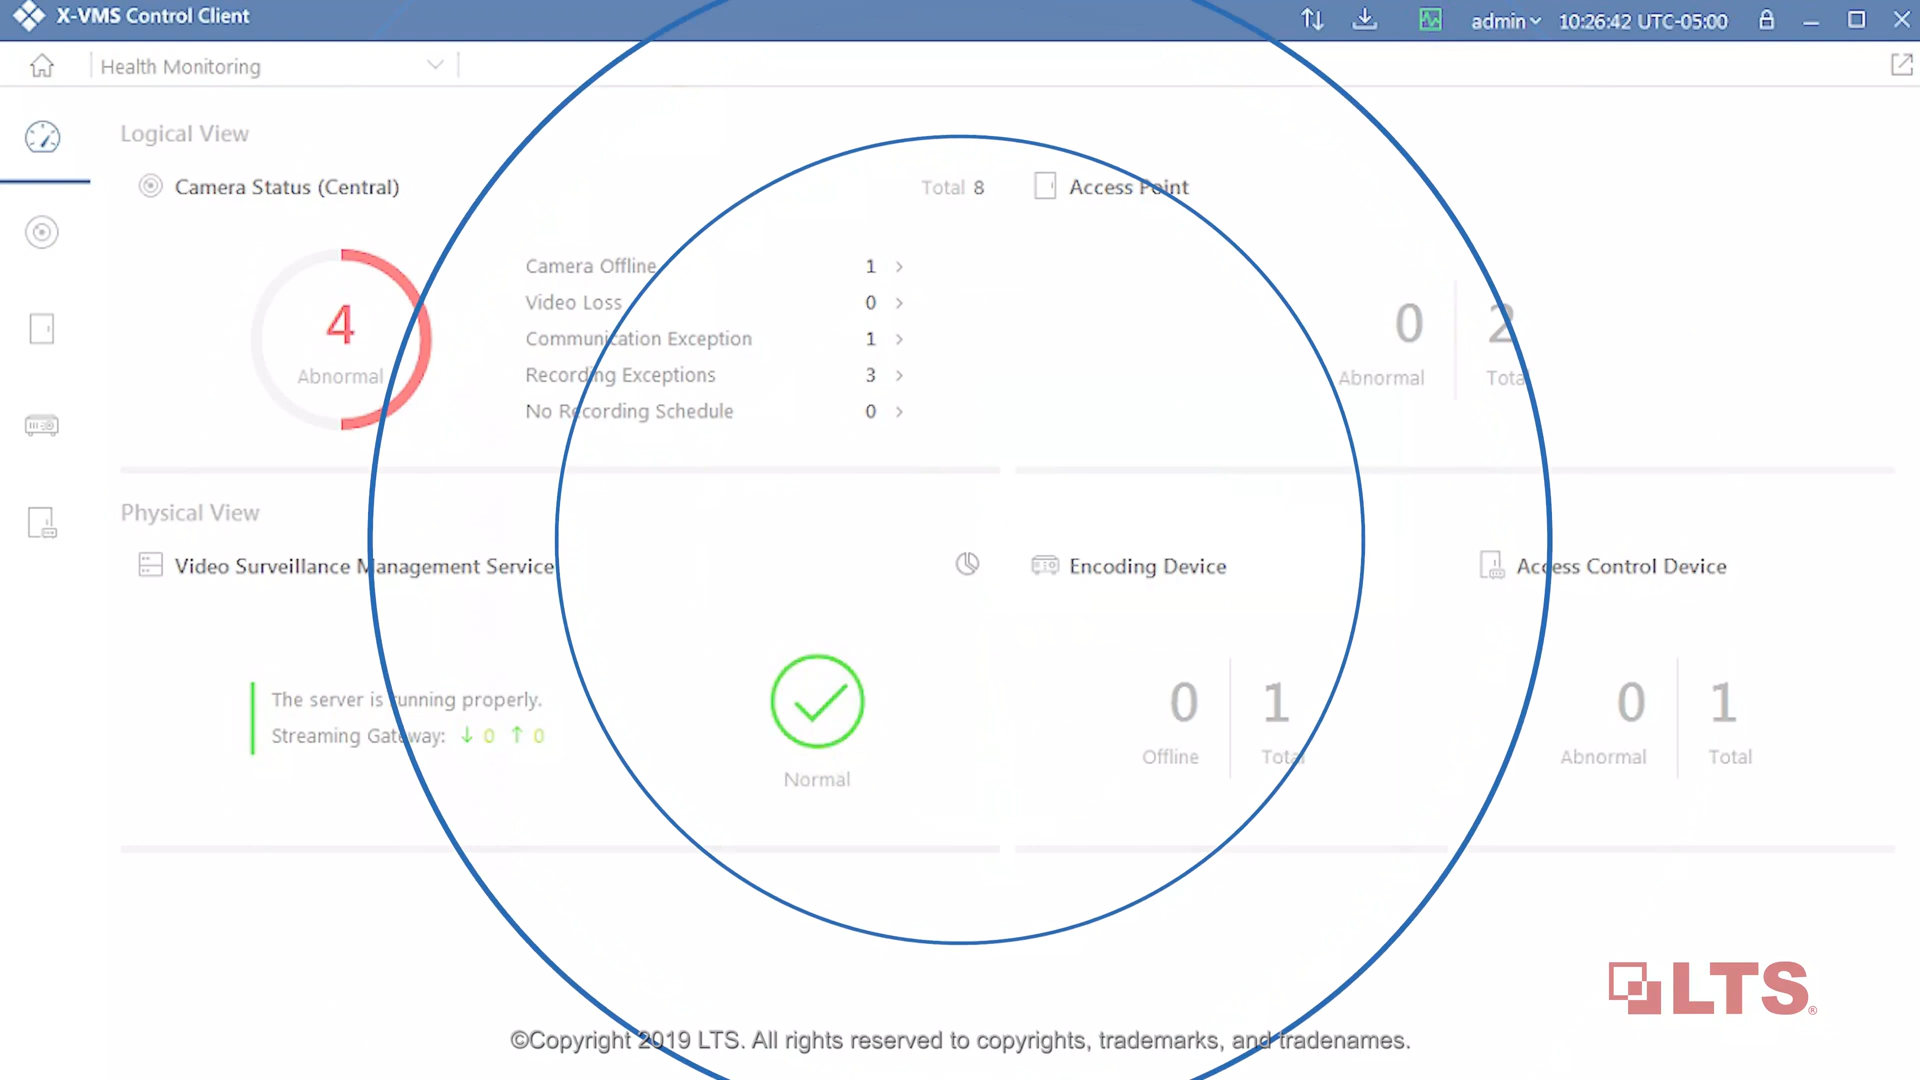 X-VMS Control Client
admin
10:26:42 UTC-05:00
Health Monitoring
Logical View
Camera Status (Central)
Total 8
Access Point
4
Abnormal
Camera Offline 1
Video Loss 0
Communication Exception 1
Recording Exceptions 3
No Recording Schedule 0
0
Abnormal
2
Total
Physical View
Video Surveillance Management Service
The server is running properly.
Streaming Gateway: ↓ 0 ↑ 0
Normal
Encoding Device
0
Offline
1
Total
Access Control Device
0
Abnormal
1
Total
LTS®
©Copyright 2019 LTS. All rights reserved to copyrights, trademarks, and tradenames.